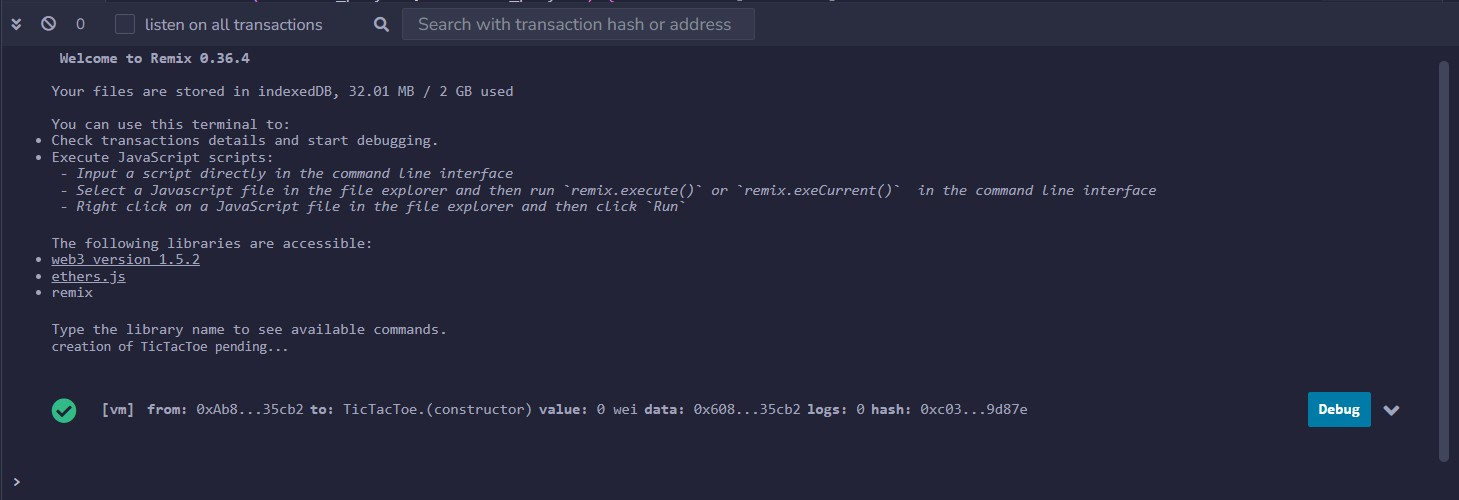 0 listen on all transactions Search with transaction hash or address
Welcome to Remix 0.36.4
Your files are stored in indexedDB, 32.01 MB / 2 GB used
You can use this terminal to:
• Check transactions details and start debugging.
• Execute JavaScript scripts:
- Input a script directly in the command line interface
- Select a Javascript file in the file explorer and then run `remix.execute()` or `remix.exeCurrent()`  in the command line interface
- Right click on a JavaScript file in the file explorer and then click `Run`
The following libraries are accessible:
• web3 version 1.5.2
• ethers.js
• remix
Type the library name to see available commands.
creation of TicTacToe pending...
[vm] from: 0xAb8...35cb2 to: TicTacToe.(constructor) value: 0 wei data: 0x608...35cb2 logs: 0 hash: 0xc03...9d87e Debug
>